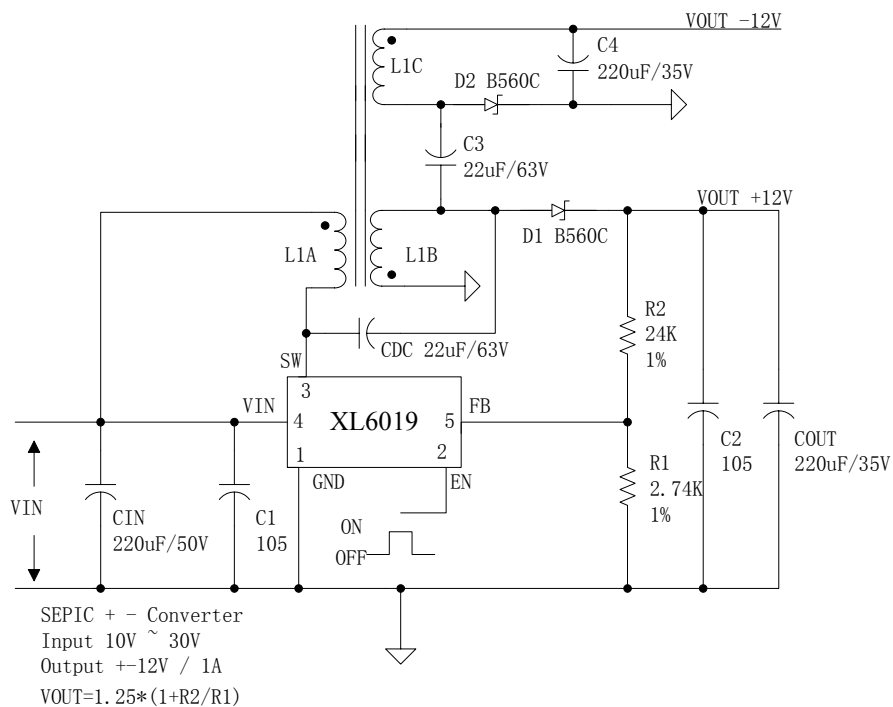 VOUT -12V
C4
220uF/35V
L1C
D2 B560C
C3
22uF/63V
VOUT +12V
D1 B560C
L1A
L1B
R2
24K
1%
CDC 22uF/63V
SW
3
VIN
4
XL6019
5
FB
1
2
GND
EN
R1
2.74K
1%
C2
105
COUT
220uF/35V
VIN
CIN
220uF/50V
C1
105
ON
OFF
SEPIC + - Converter
Input 10V ~ 30V
Output +-12V / 1A
VOUT=1.25*(1+R2/R1)